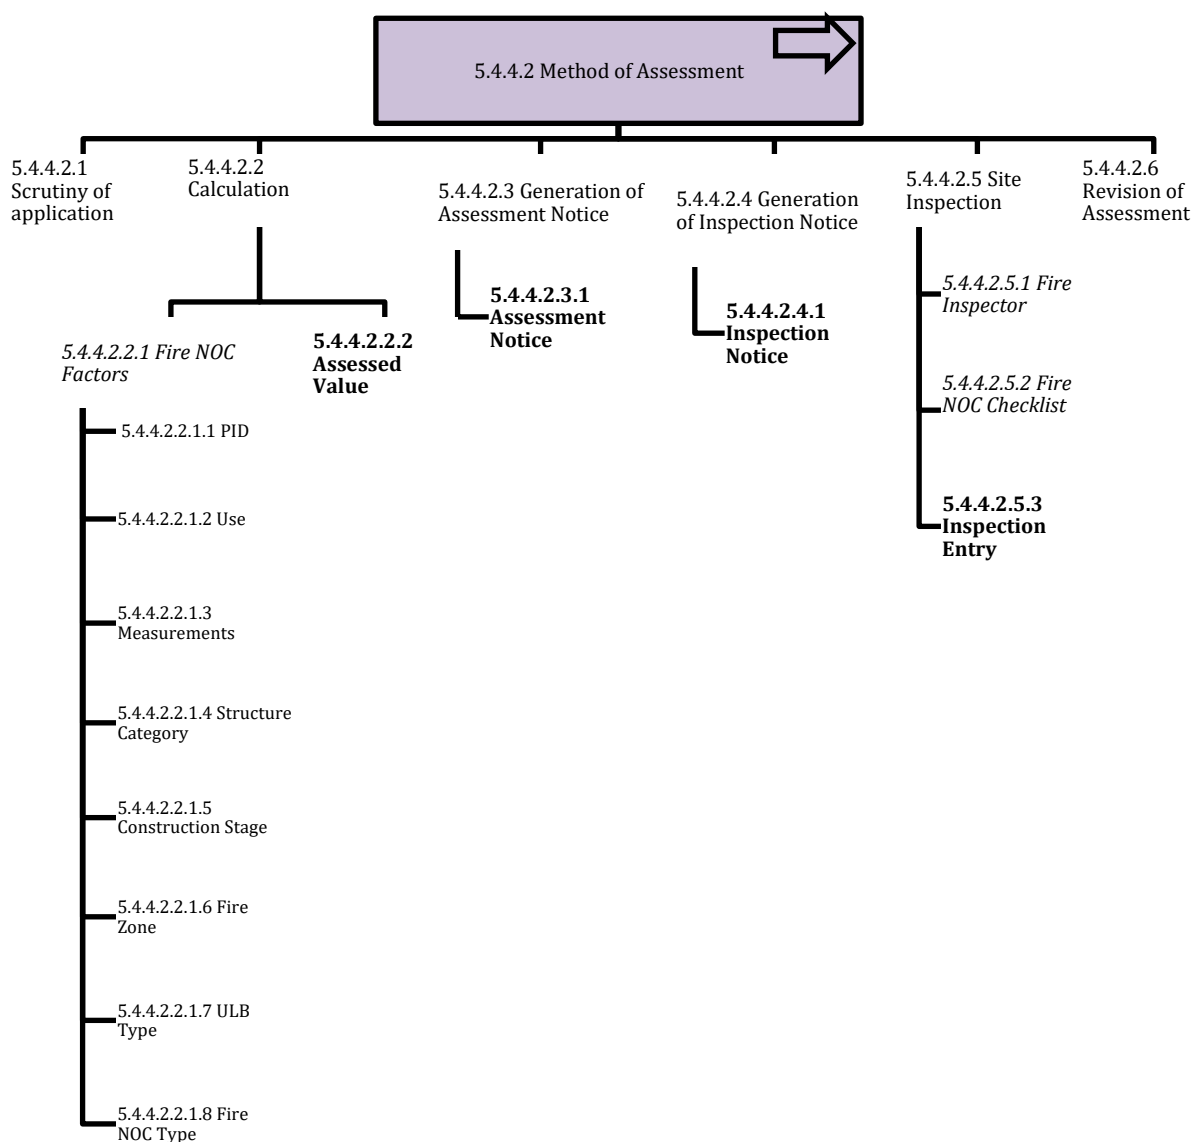 5.4.4.2 Method of Assessment
5.4.4.2.1
Scrutiny of
application
5.4.4.2.2
Calculation
5.4.4.2.3 Generation of
Assessment Notice
5.4.4.2.4 Generation
of Inspection Notice
5.4.4.2.5 Site
Inspection
5.4.4.2.6
Revision of
Assessment
5.4.4.2.2.1 Fire NOC
Factors
5.4.4.2.2.2
Assessed
Value
5.4.4.2.3.1
Assessment
Notice
5.4.4.2.4.1
Inspection
Notice
5.4.4.2.5.1 Fire
Inspector
5.4.4.2.5.2 Fire
NOC Checklist
5.4.4.2.5.3
Inspection
Entry
5.4.4.2.2.1.1 PID
5.4.4.2.2.1.2 Use
5.4.4.2.2.1.3
Measurements
5.4.4.2.2.1.4 Structure
Category
5.4.4.2.2.1.5
Construction Stage
5.4.4.2.2.1.6 Fire
Zone
5.4.4.2.2.1.7 ULB
Type
5.4.4.2.2.1.8 Fire
NOC Type